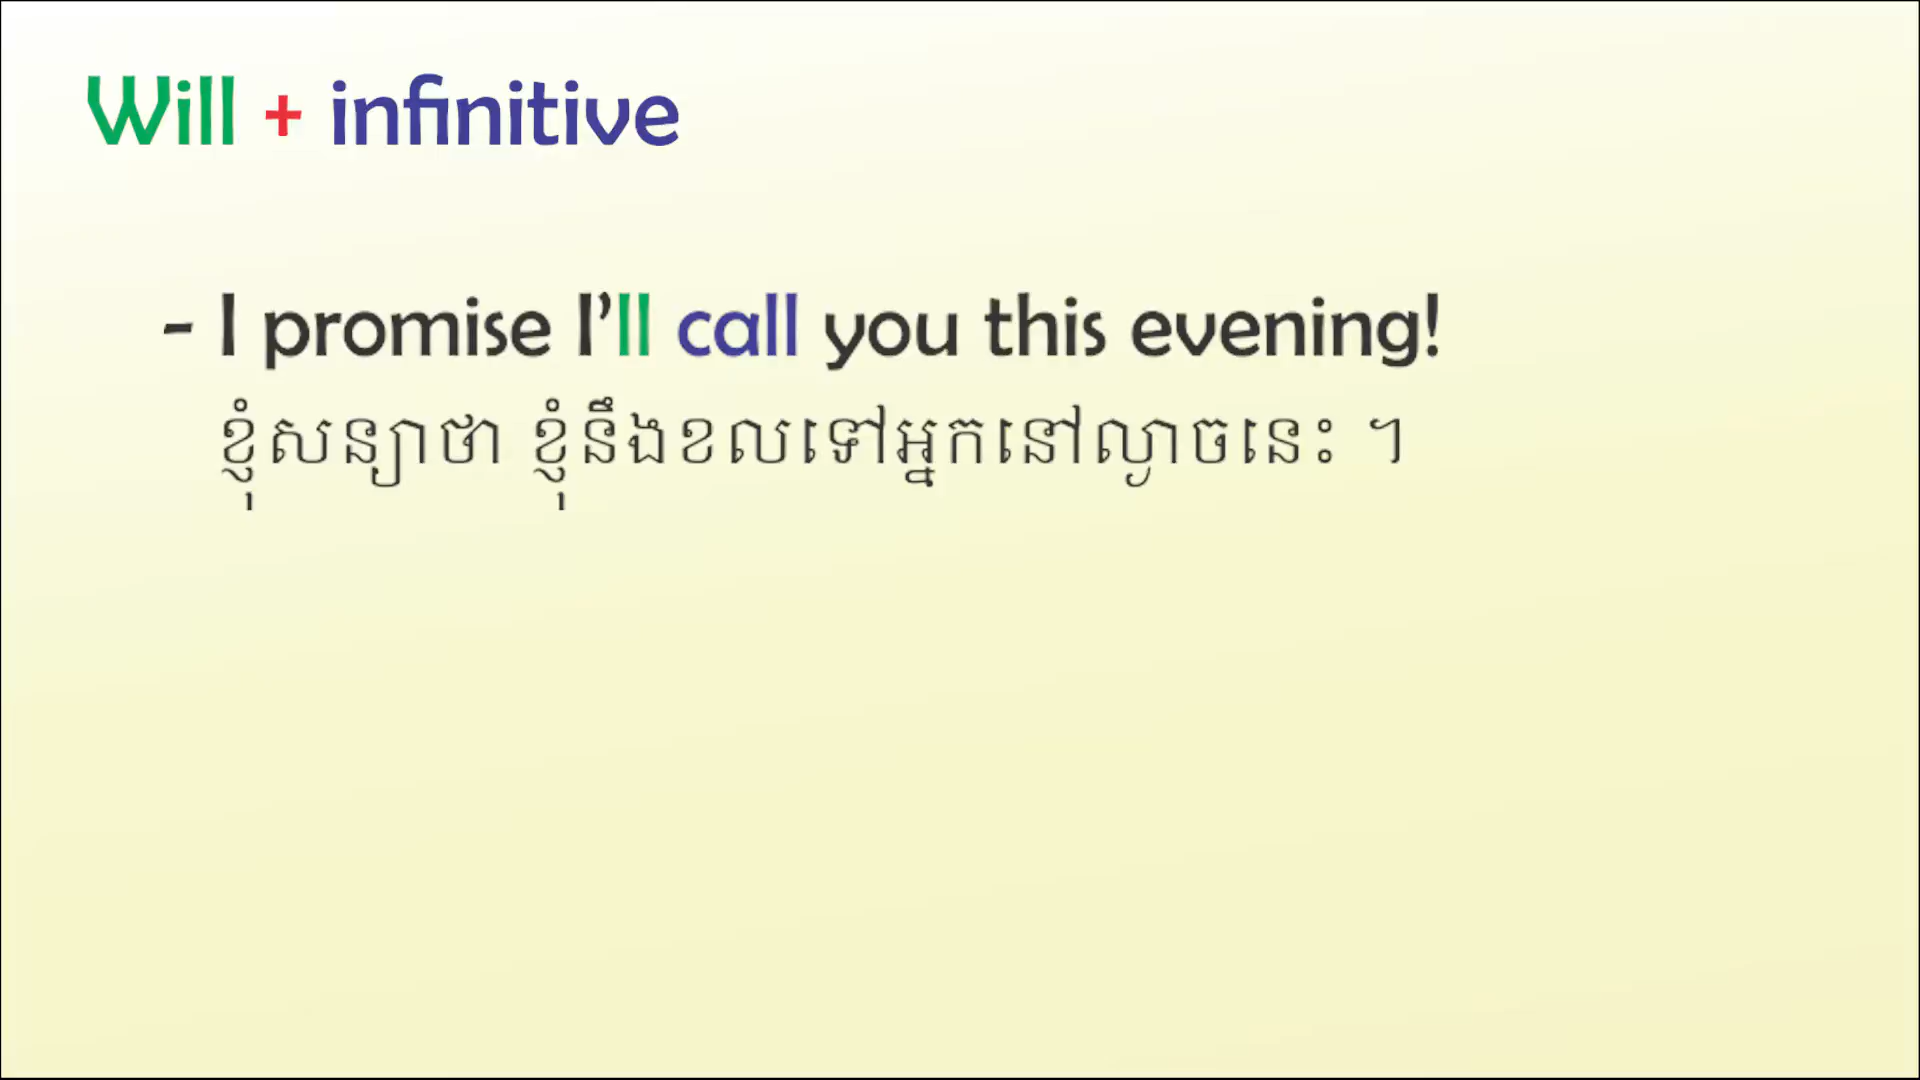 Will + infinitive
- I promise I’ll call you this evening!
ខ្ញុំសន្យាថា ខ្ញុំនឹងខលទៅអ្នកនៅល្ងាចនេះ ។